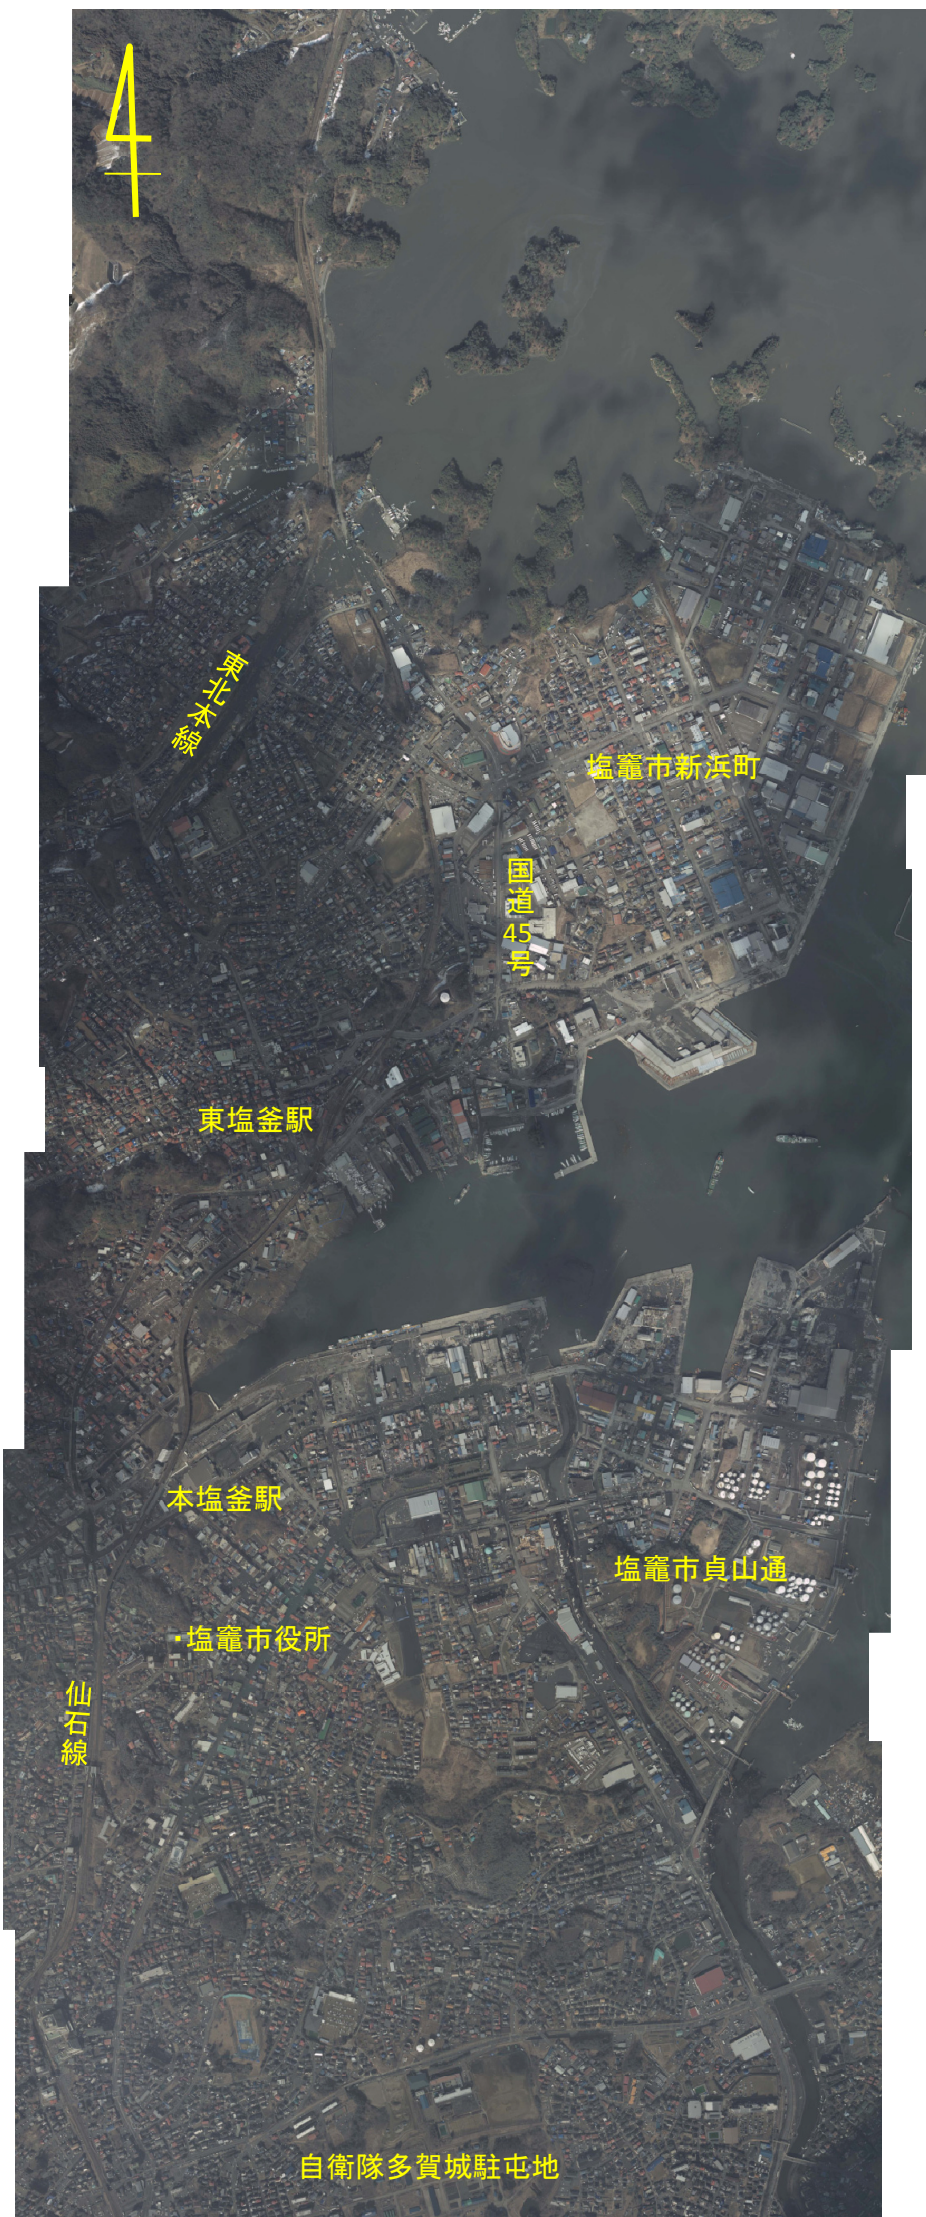 東北本線
塩竈市新浜町
国道45号
東塩釜駅
本塩釜駅
塩竈市貞山通
・塩竈市役所
仙石線
自衛隊多賀城駐屯地